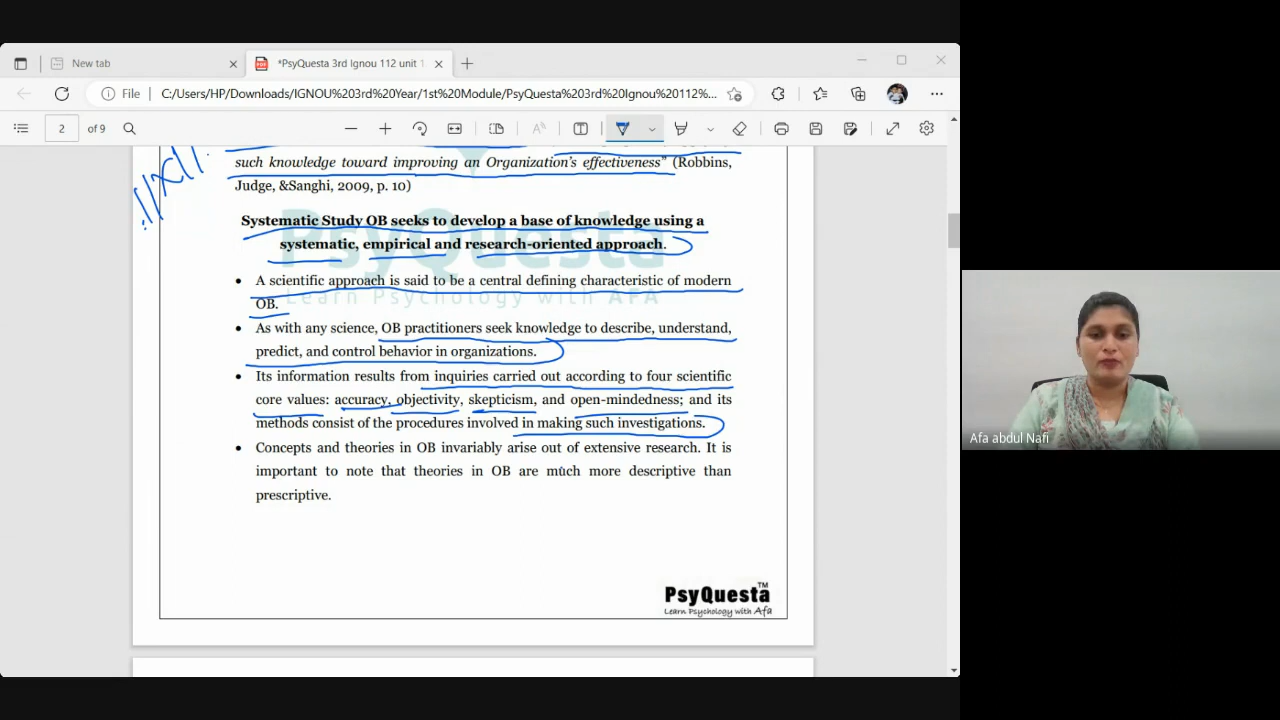 New tab
*PsyQuesta 3rd Ignou 112 unit 1
File
C:/Users/HP/Downloads/IGNOU%203rd%20Year/1st%20Module/PsyQuesta%203rd%20Ignou%20112%...
2 of 9
such knowledge toward improving an Organization's effectiveness" (Robbins,
Judge, &Sanghi, 2009, p. 10)
Systematic Study OB seeks to develop a base of knowledge using a
systematic, empirical and research-oriented approach.
PsyQuesta
Learn Psychology with AFA
• A scientific approach is said to be a central defining characteristic of modern
OB.
• As with any science, OB practitioners seek knowledge to describe, understand,
predict, and control behavior in organizations.
• Its information results from inquiries carried out according to four scientific
core values: accuracy, objectivity, skepticism, and open-mindedness; and its
methods consist of the procedures involved in making such investigations.
• Concepts and theories in OB invariably arise out of extensive research. It is
important to note that theories in OB are much more descriptive than
prescriptive.
PsyQuesta TM
Learn Psychology with Afa
Afa abdul Nafi